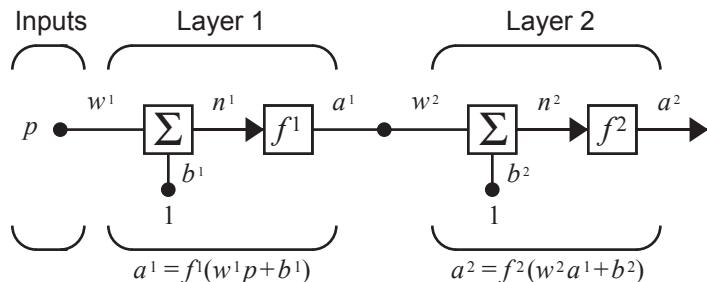 Inputs Layer 1 Layer 2
w¹ n¹ a¹ w² n² a²
p Σ f¹ Σ f²
b¹ b²
1 1
a¹ = f¹(w¹p + b¹) a² = f²(w²a¹ + b²)